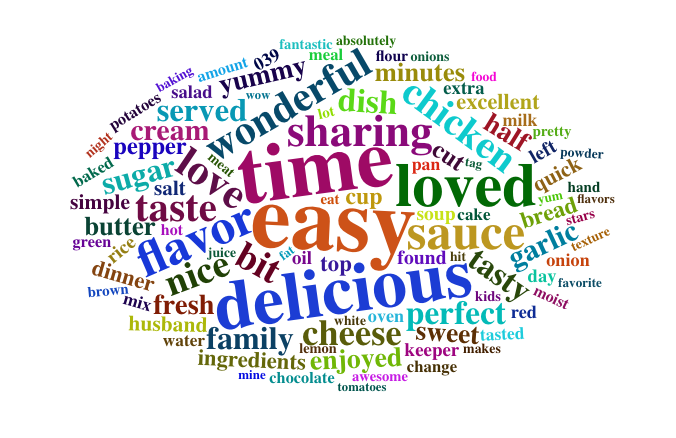 absolutely
fantastic
039
meal
flour
onions
baking
amount
yummy
wonderful
minutes
food
salad
wow
extra
potatoes
served
lot
dish
chicken
excellent
night
cream
sharing
half
milk
pretty
pepper
meat
love
time
cut
tag
left
powder
baked
sugar
salt
pan
loved
quick
hand
simple
taste
eat
cup
yum
flavors
butter
hot
easy
soup
cake
bread
stars
green
rice
flavor
sauce
garlic
texture
juice
fat
nice
bit
oil
top
found
hit
tasty
onion
dinner
day
favorite
brown
mix
fresh
delicious
kids
moist
husband
white
oven
perfect
red
water
family
cheese
sweet
tasted
lemon
keeper
makes
ingredients
enjoyed
change
mine
chocolate
awesome
tomatoes